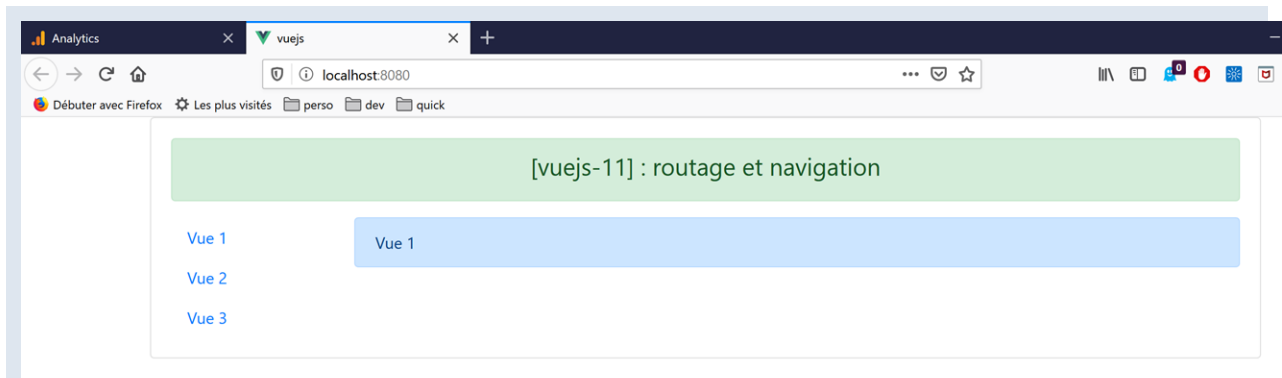 Analytics
vuejs
localhost:8080
0
Débuter avec Firefox Les plus visités perso dev quick
[vuejs-11] : routage et navigation
Vue 1
Vue 1
Vue 2
Vue 3